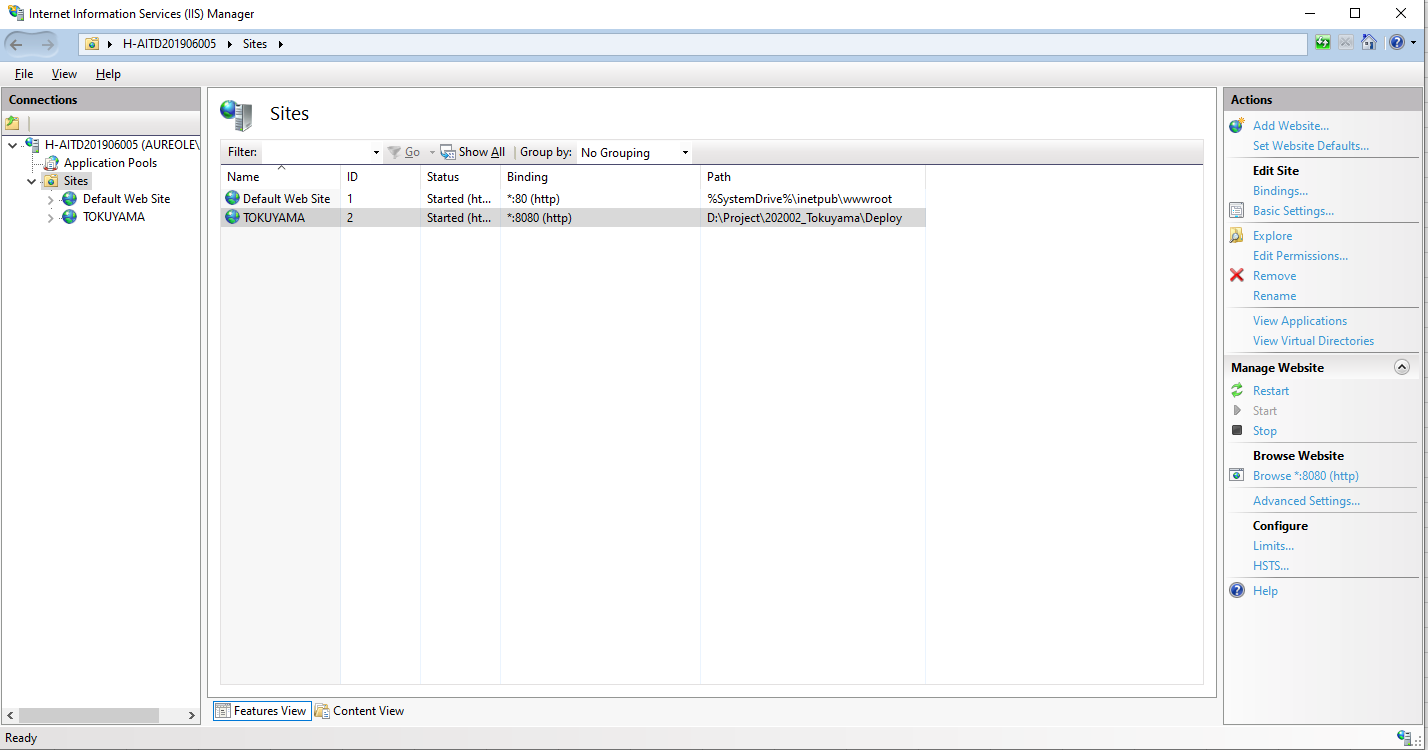 Internet Information Services (IIS) Manager
H-AITD201906005 Sites
File View Help
Connections
H-AITD201906005 (AUREOLE\
Application Pools
Sites
Default Web Site
TOKUYAMA
Sites
Filter: Go Show All Group by: No Grouping
Name ID Status Binding Path
Default Web Site 1 Started (ht... *:80 (http) %SystemDrive%\inetpub\wwwroot
TOKUYAMA 2 Started (ht... *:8080 (http) D:\Project\202002_Tokuyama\Deploy
Features View Content View
Actions
Add Website...
Set Website Defaults...
Edit Site
Bindings...
Basic Settings...
Explore
Edit Permissions...
Remove
Rename
View Applications
View Virtual Directories
Manage Website
Restart
Start
Stop
Browse Website
Browse *:8080 (http)
Advanced Settings...
Configure
Limits...
HSTS...
Help
Ready